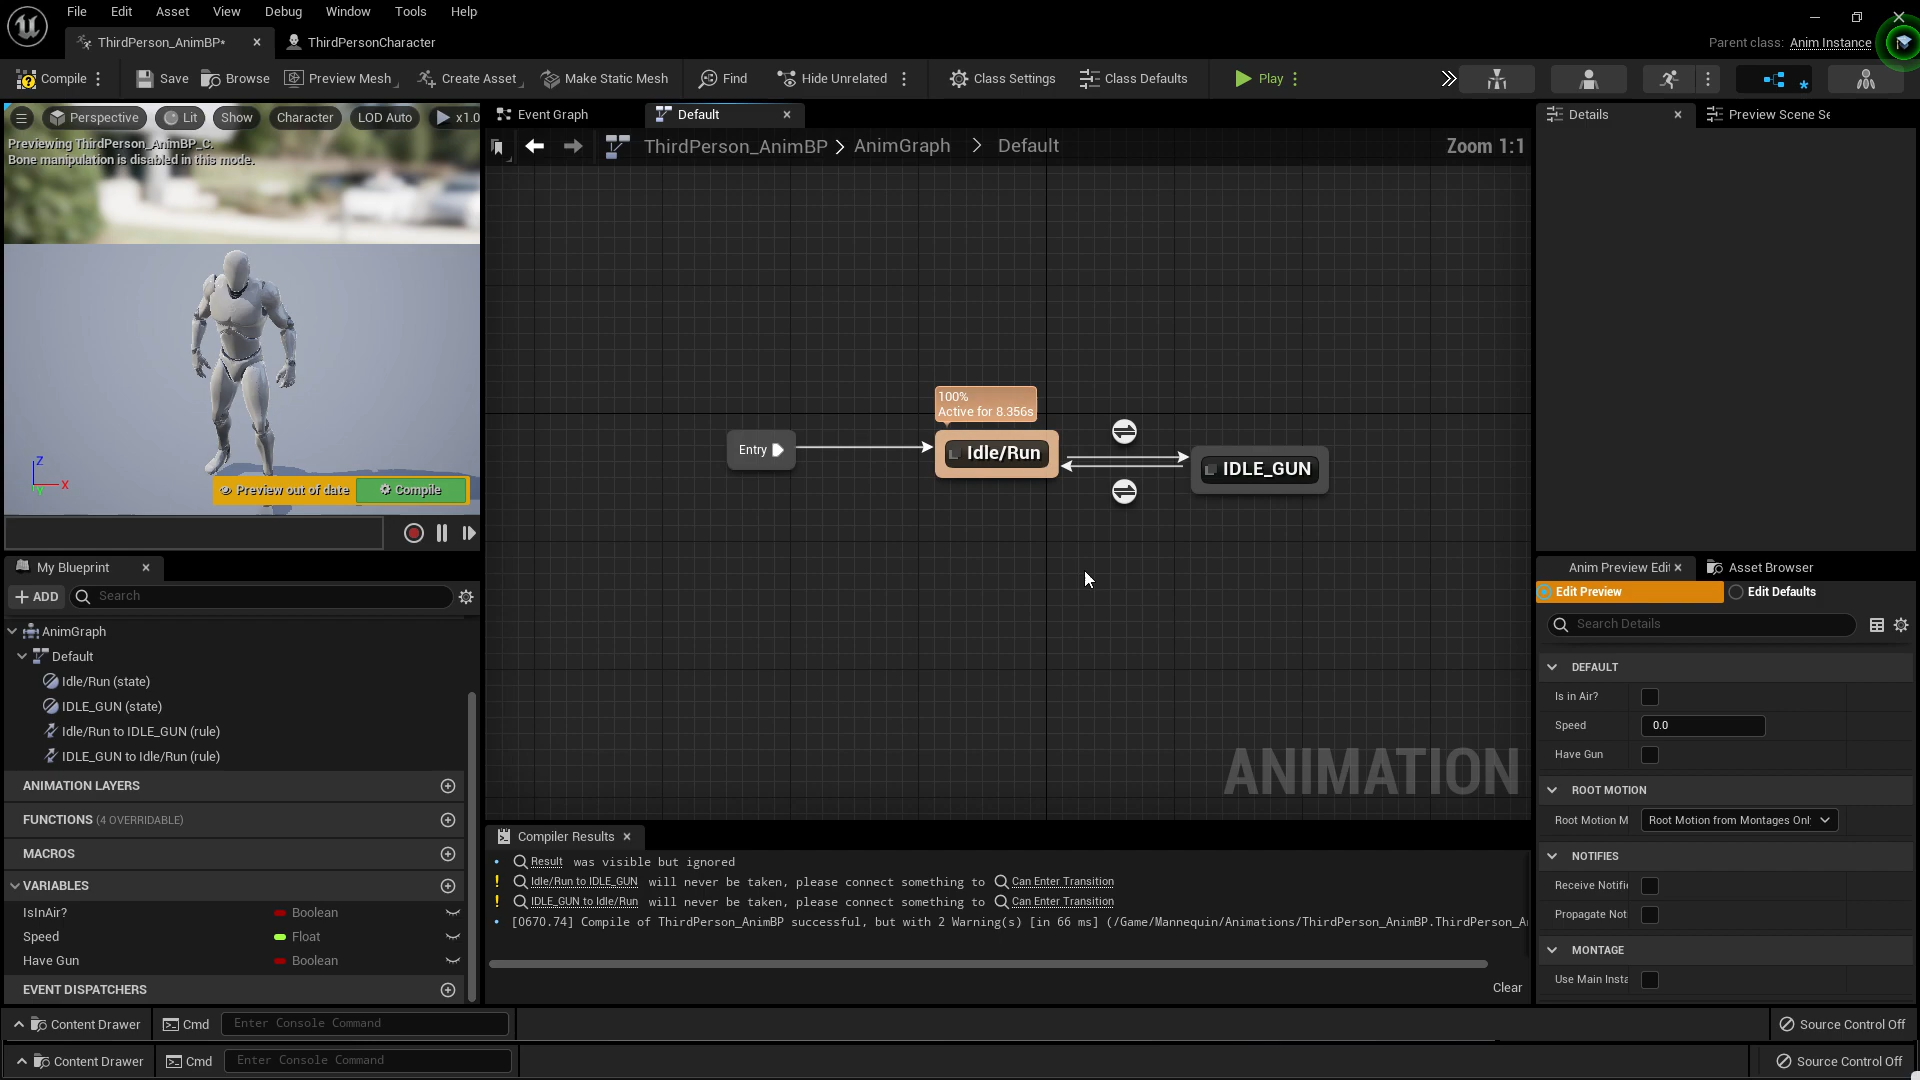 File Edit Asset View Window Debug Tools Help
ThirdPerson_AnimBP*
ThirdPersonCharacter
Parent class: Anim Instance
Compile
Save
Browse
Preview Mesh
Create Asset
Make Static Mesh
Find
Hide Unrelated
Class Settings
Class Defaults
Play
Perspective
Lit
Show
Character
LOD Auto
x1.0
Previewing ThirdPerson_AnimBP_C.
Bone manipulation is disabled in this mode.
Z
X
Y
Preview out of date
Compile
Event Graph
Default
ThirdPerson_AnimBP > AnimGraph > Default
Zoom 1:1
100%
Active for 8.356s
Entry
Idle/Run
IDLE_GUN
ANIMATION
Details
Preview Scene Se
My Blueprint
ADD
Search
AnimGraph
Default
Idle/Run (state)
IDLE_GUN (state)
Idle/Run to IDLE_GUN (rule)
IDLE_GUN to Idle/Run (rule)
ANIMATION LAYERS
FUNCTIONS (4 OVERRIDABLE)
MACROS
VARIABLES
IsInAir? Boolean
Speed Float
Have Gun Boolean
EVENT DISPATCHERS
Compiler Results
Result was visible but ignored
! Idle/Run to IDLE_GUN will never be taken, please connect something to Can Enter Transition
! IDLE_GUN to Idle/Run will never be taken, please connect something to Can Enter Transition
[0670.74] Compile of ThirdPerson_AnimBP successful, but with 2 Warning(s) [in 66 ms] (/Game/Mannequin/Animations/ThirdPerson_AnimBP.ThirdPerson_A
Clear
Anim Preview Edit
Asset Browser
Edit Preview
Edit Defaults
Search Details
DEFAULT
Is in Air?
Speed 0.0
Have Gun
ROOT MOTION
Root Motion M Root Motion from Montages Onl
NOTIFIES
Receive Notifi
Propagate Not
MONTAGE
Use Main Insta
Content Drawer
Cmd
Enter Console Command
Source Control Off
Content Drawer
Cmd
Enter Console Command
Source Control Off